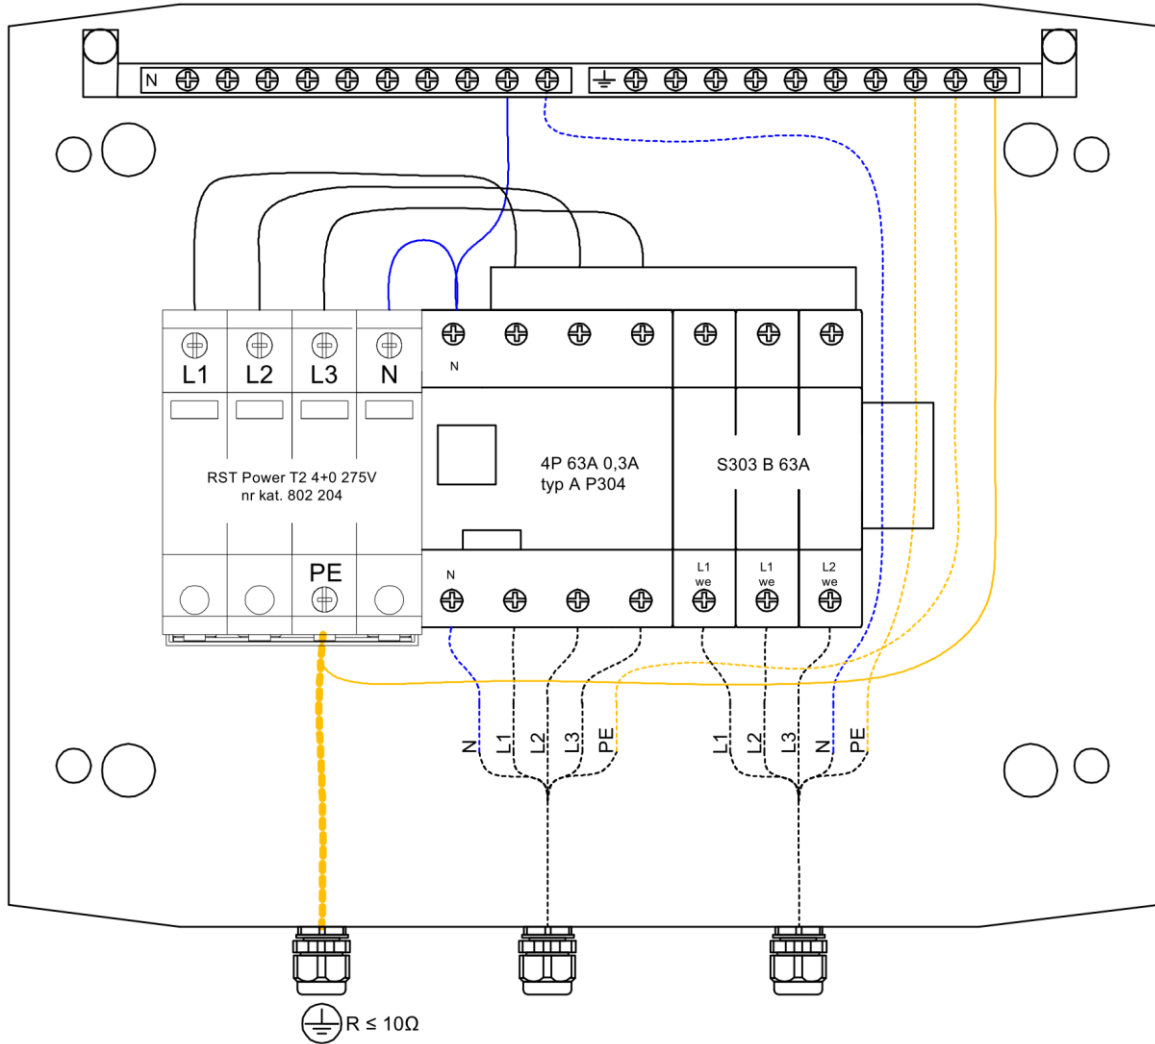 N
L1 L2 L3 N
N
RST Power T2 4+0 275V
nr kat. 802 204
4P 63A 0,3A
typ A P304
S303 B 63A
PE
N
L1
we
L1
we
L2
we
N L1 L2 L3 PE
L1 L2 L3 N PE
R ≤ 10Ω